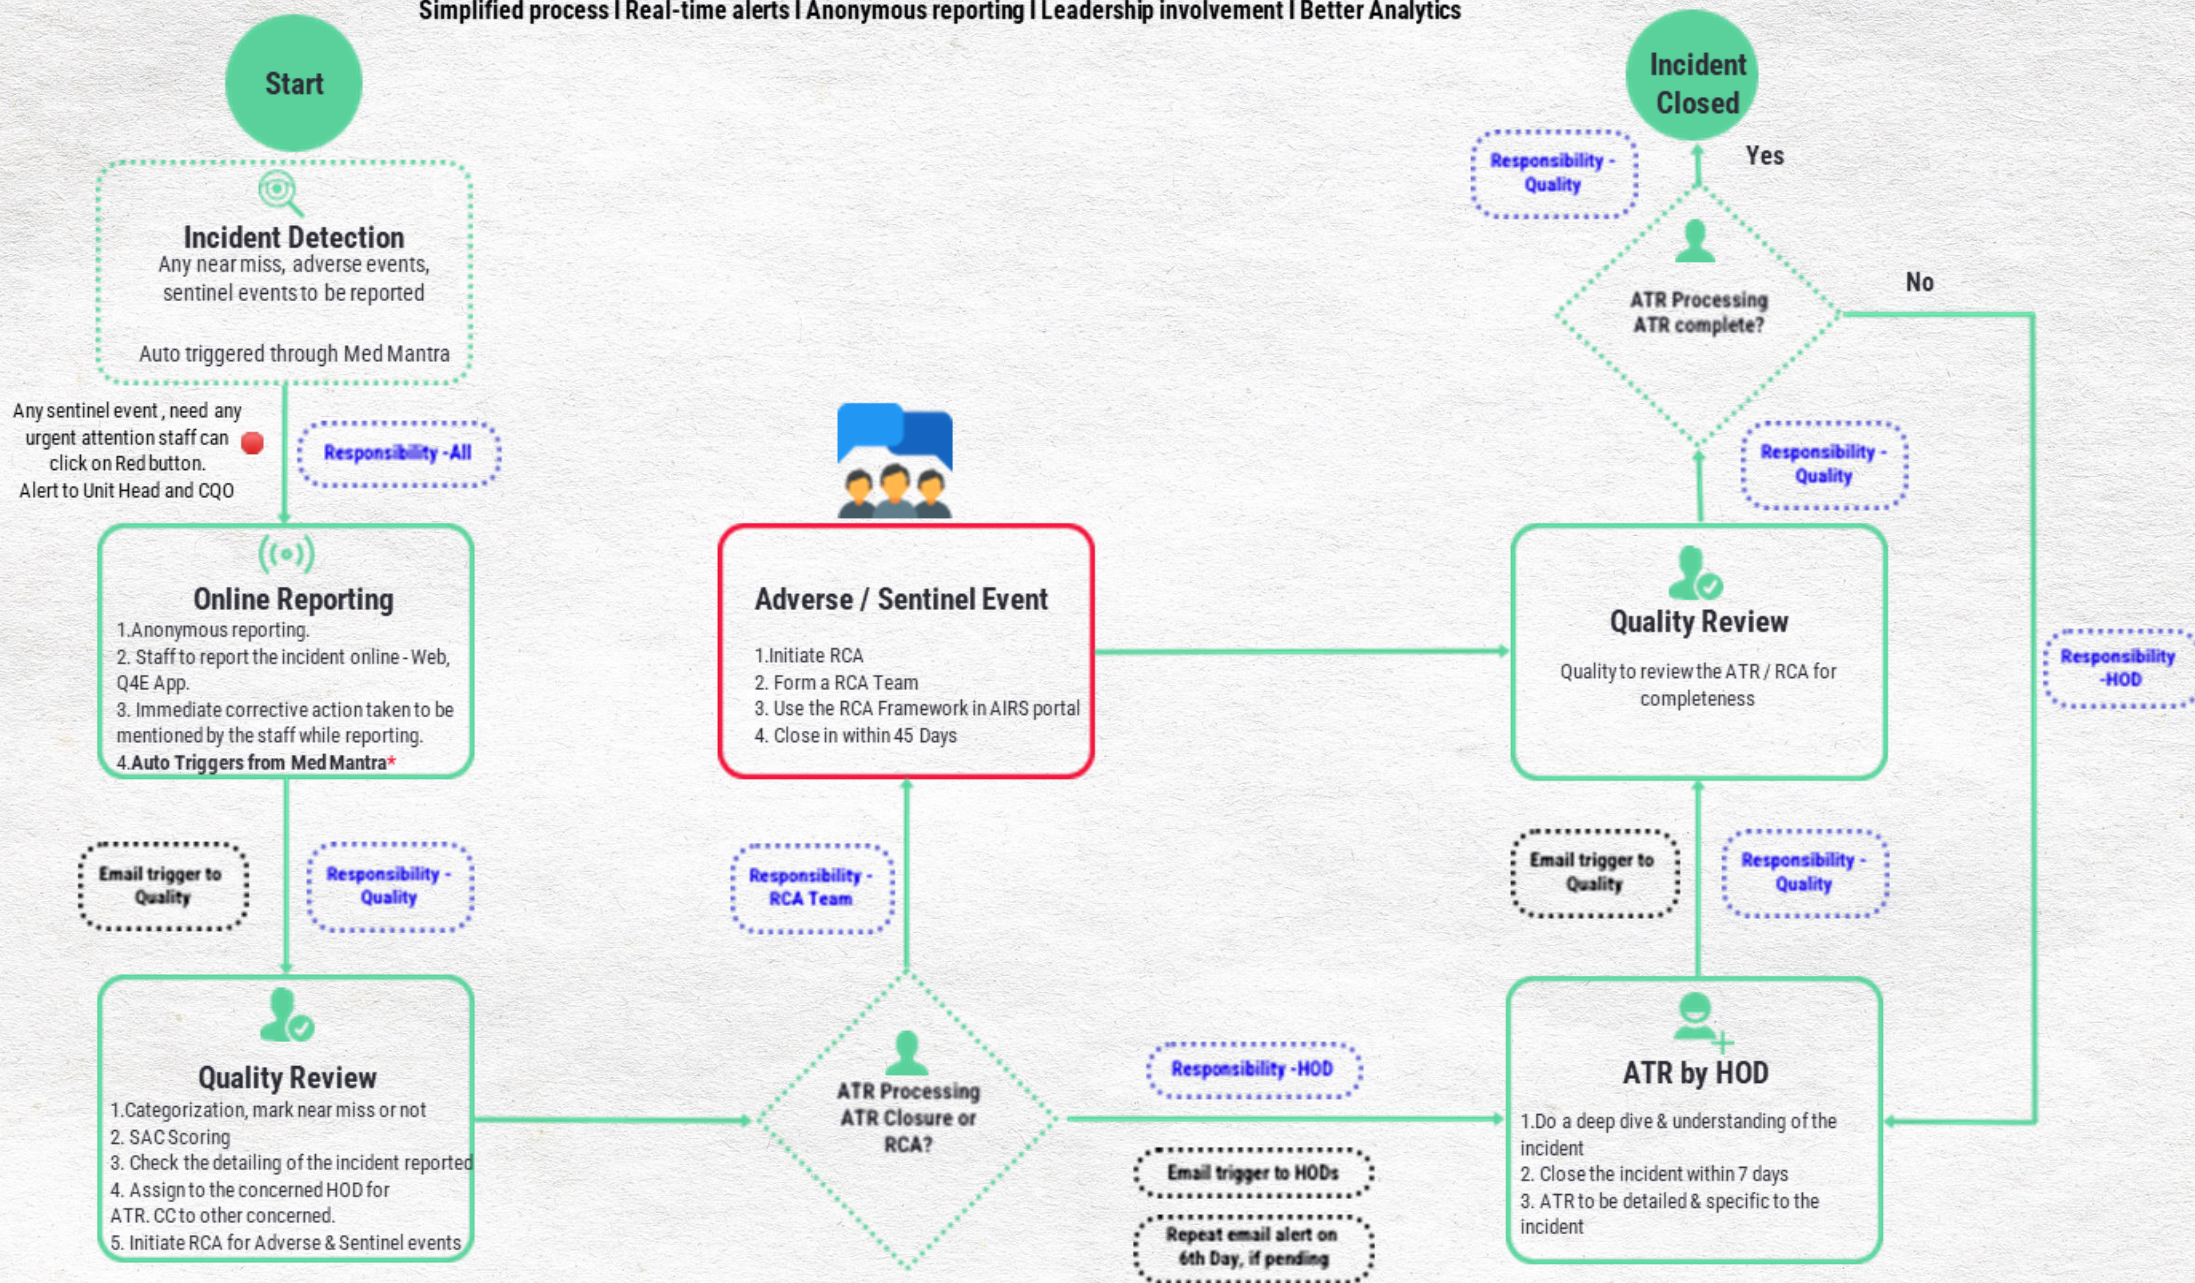 Simplified process I Real-time alerts I Anonymous reporting I Leadership involvement I Better Analytics
Start
Incident Detection
Any near miss, adverse events,
sentinel events to be reported
Auto triggered through Med Mantra
Any sentinel event , need any
urgent attention staff can
click on Red button.
Alert to Unit Head and CQO
Responsibility -All
Online Reporting
1.Anonymous reporting.
2. Staff to report the incident online - Web,
Q4E App.
3. Immediate corrective action taken to be
mentioned by the staff while reporting.
4.Auto Triggers from Med Mantra*
Email trigger to
Quality
Responsibility -
Quality
Quality Review
1.Categorization, mark near miss or not
2. SAC Scoring
3. Check the detailing of the incident reported
4. Assign to the concerned HOD for
ATR. CC to other concerned.
5. Initiate RCA for Adverse & Sentinel events
ATR Processing
ATR Closure or
RCA?
Responsibility -
RCA Team
Adverse / Sentinel Event
1.Initiate RCA
2. Form a RCA Team
3. Use the RCA Framework in AIRS portal
4. Close in within 45 Days
Responsibility -HOD
Email trigger to HODs
Repeat email alert on
6th Day, if pending
ATR by HOD
1.Do a deep dive & understanding of the
incident
2. Close the incident within 7 days
3. ATR to be detailed & specific to the
incident
Email trigger to
Quality
Responsibility -
Quality
Quality Review
Quality to review the ATR / RCA for
completeness
Responsibility -
Quality
ATR Processing
ATR complete?
No
Responsibility
-HOD
Yes
Responsibility -
Quality
Incident
Closed